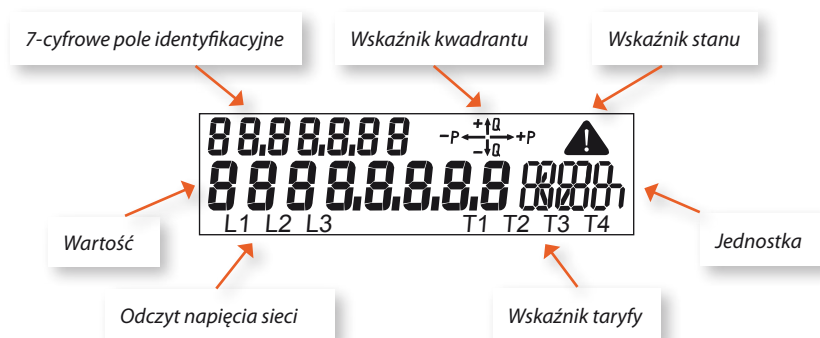 7-cyfrowe pole identyfikacyjne
Wskaźnik kwadrantu
Wskaźnik stanu
+Q
88.88.8.88 -P +P
-Q
8888.8.8.8.8
L1 L2 L3 T1 T2 T3 T4
Wartość
Jednostka
Odczyt napięcia sieci
Wskaźnik taryfy